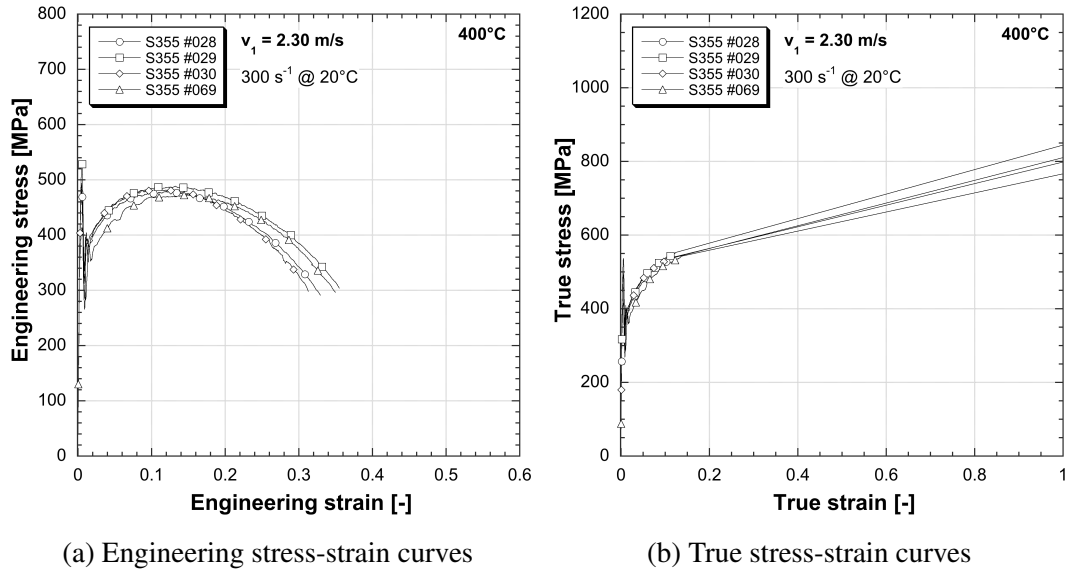 800
700
600
500
400
300
200
100
0
Engineering stress [MPa]
S355 #028
S355 #029
S355 #030
S355 #069
v1 = 2.30 m/s
300 s-1 @ 20°C
400°C
0 0.1 0.2 0.3 0.4 0.5 0.6
Engineering strain [-]
(a) Engineering stress-strain curves
1200
1000
800
600
400
200
0
True stress [MPa]
S355 #028
S355 #029
S355 #030
S355 #069
v1 = 2.30 m/s
300 s-1 @ 20°C
400°C
0 0.2 0.4 0.6 0.8 1
True strain [-]
(b) True stress-strain curves